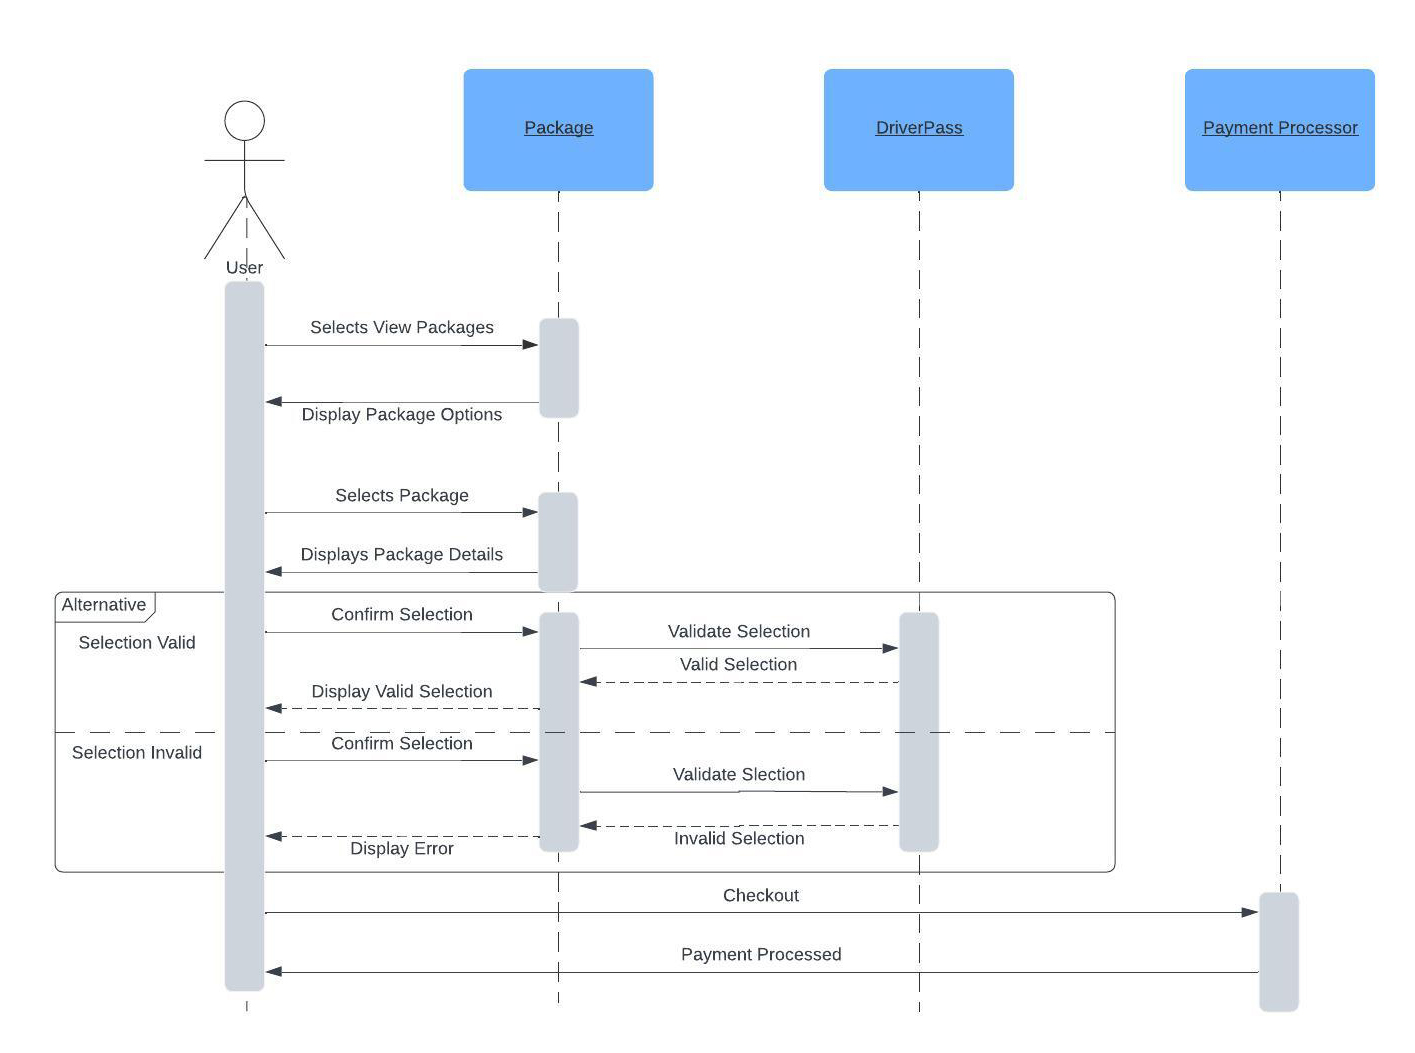 Package
DriverPass
Payment Processor
User
Selects View Packages
Display Package Options
Selects Package
Displays Package Details
Alternative
Confirm Selection
Selection Valid
Validate Selection
Valid Selection
Display Valid Selection
Confirm Selection
Selection Invalid
Validate Slection
Invalid Selection
Display Error
Checkout
Payment Processed